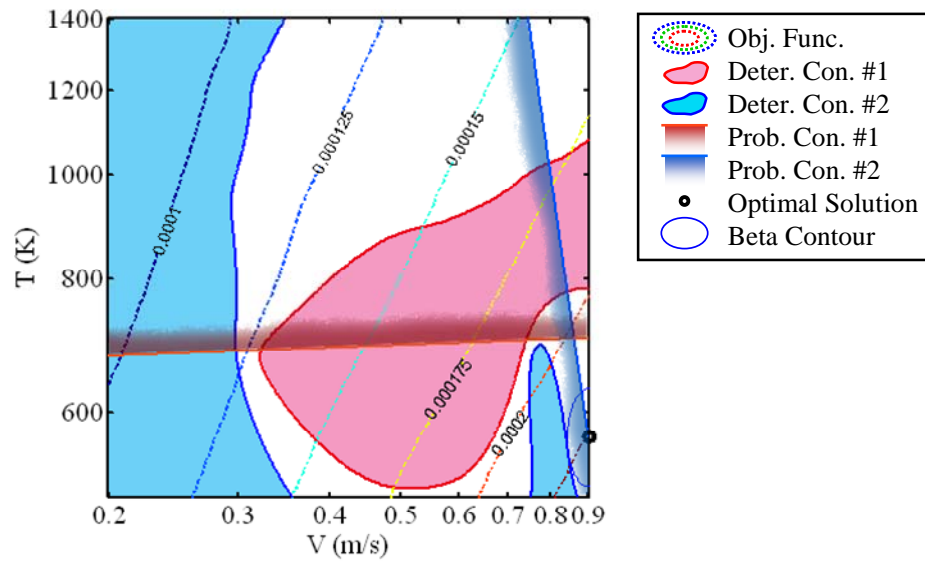 1400
1200
1000
800
600
T (K)
0.2
0.3
0.4
0.5
0.6
0.7
0.8
0.9
V (m/s)
0.0001
0.000125
0.00015
0.000175
0.0002
Obj. Func.
Deter. Con. #1
Deter. Con. #2
Prob. Con. #1
Prob. Con. #2
Optimal Solution
Beta Contour